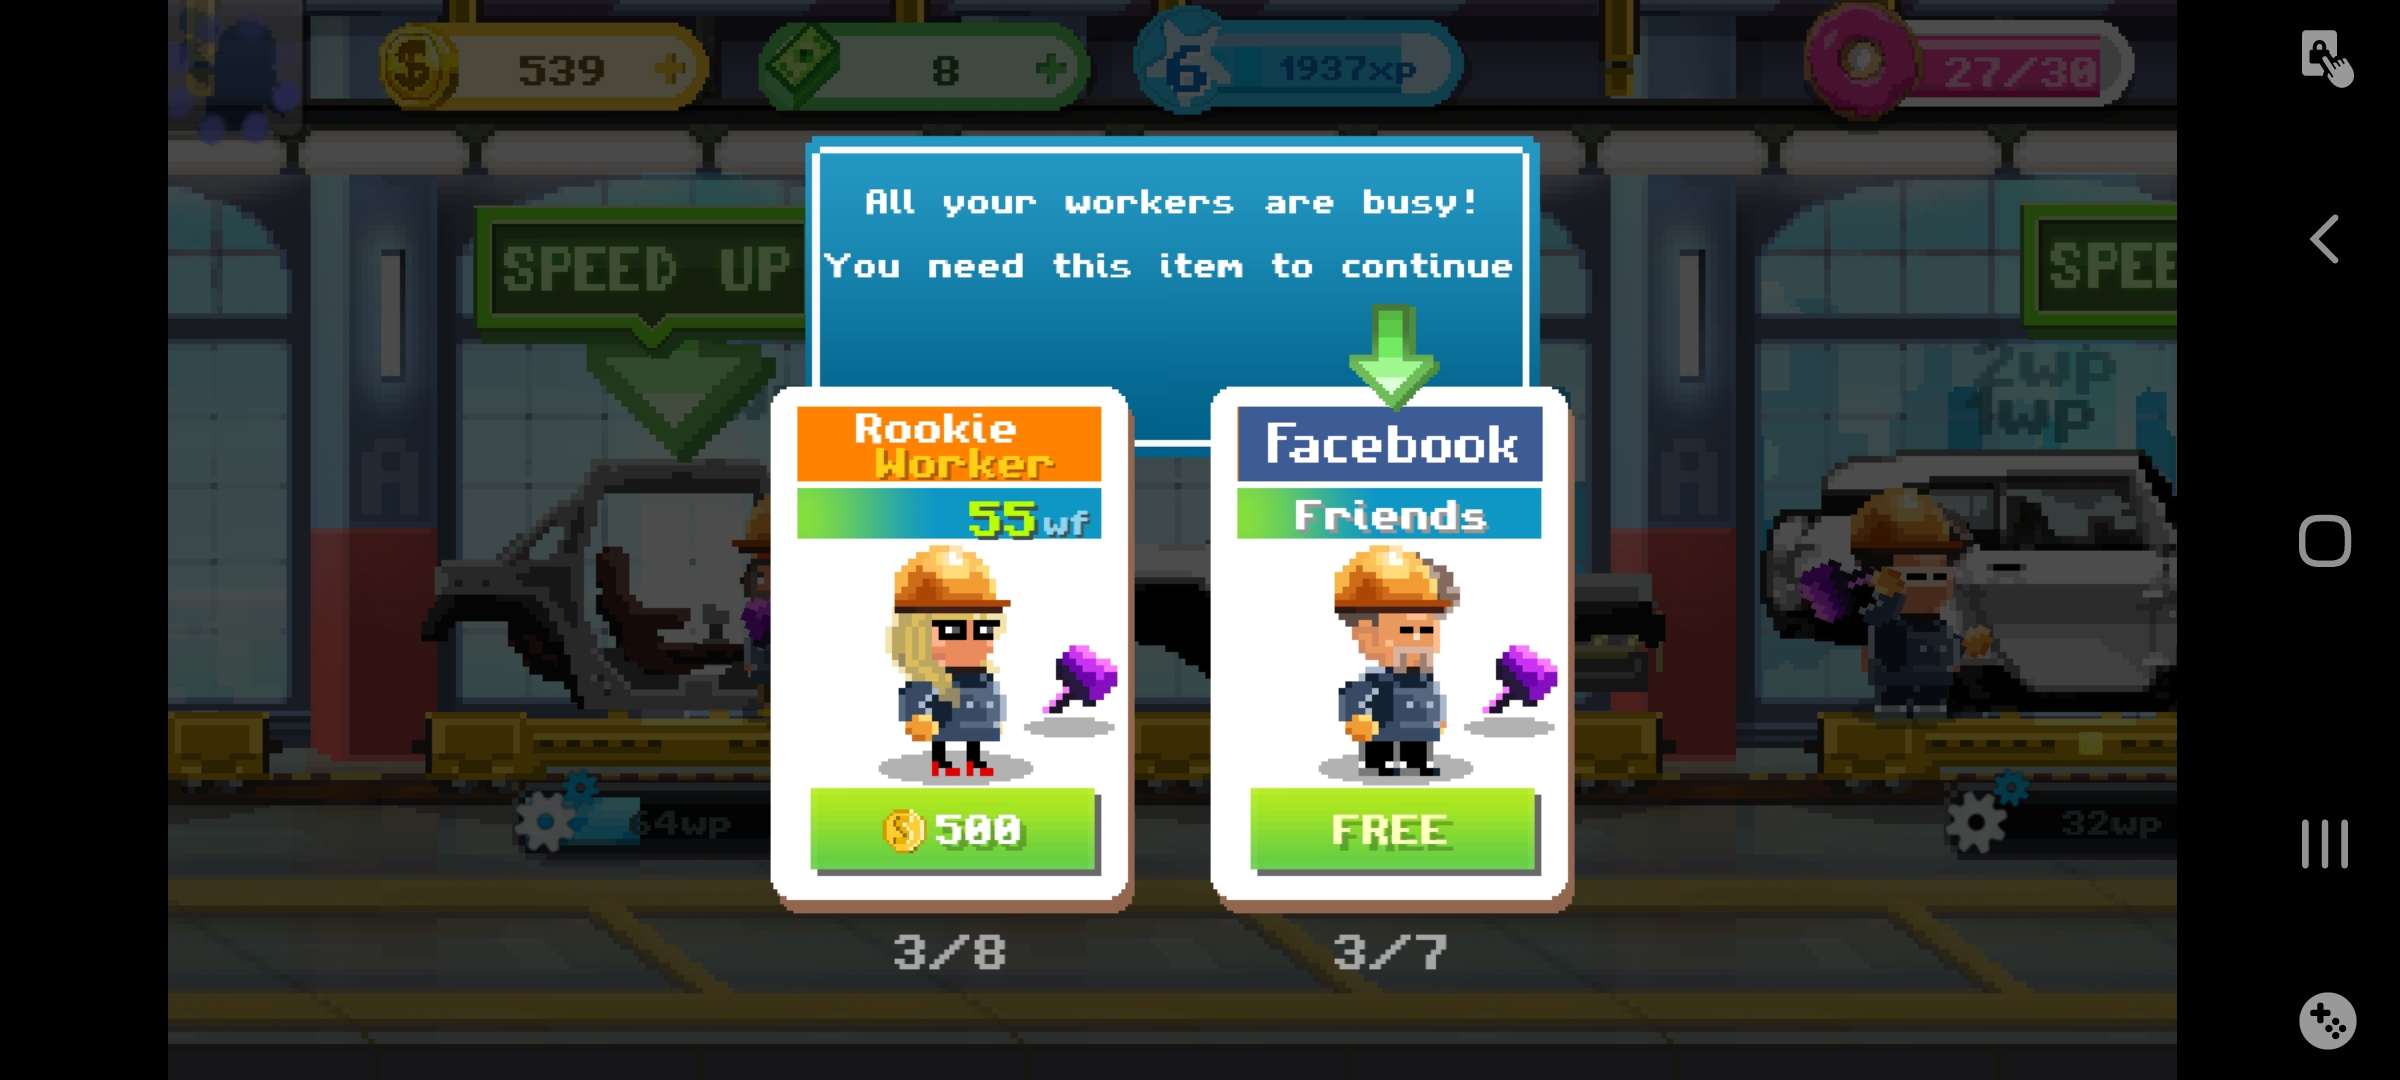 539
8
6
1937xp
27/30
All your workers are busy!
You need this item to continue
SPEED UP
SPEE
2wp
1wp
A
A
Rookie
Worker
55wf
Facebook
Friends
64wp
32wp
500
FREE
3/8
3/7